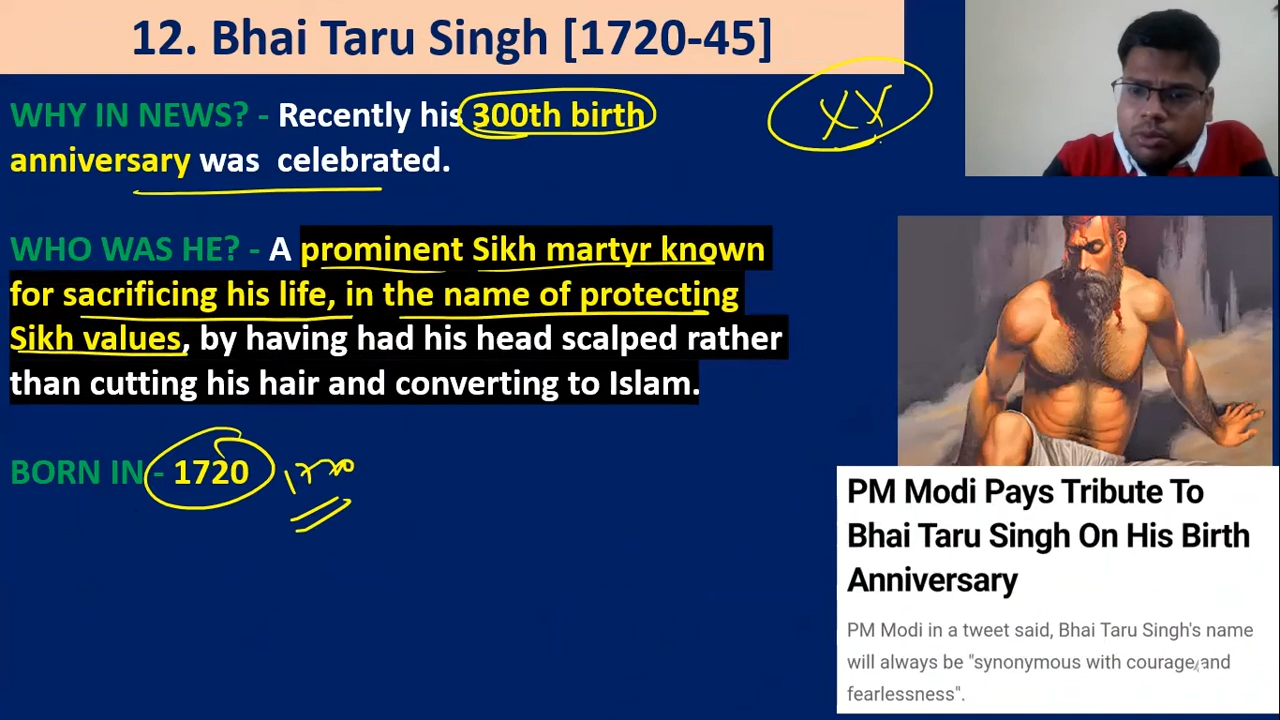 12. Bhai Taru Singh [1720-45]
WHY IN NEWS? - Recently his 300th birth
anniversary was celebrated.
XX
WHO WAS HE? - A prominent Sikh martyr known
for sacrificing his life, in the name of protecting
Sikh values, by having had his head scalped rather
than cutting his hair and converting to Islam.
BORN IN - 1720
PM Modi Pays Tribute To
Bhai Taru Singh On His Birth
Anniversary
PM Modi in a tweet said, Bhai Taru Singh's name
will always be "synonymous with courage and
fearlessness".